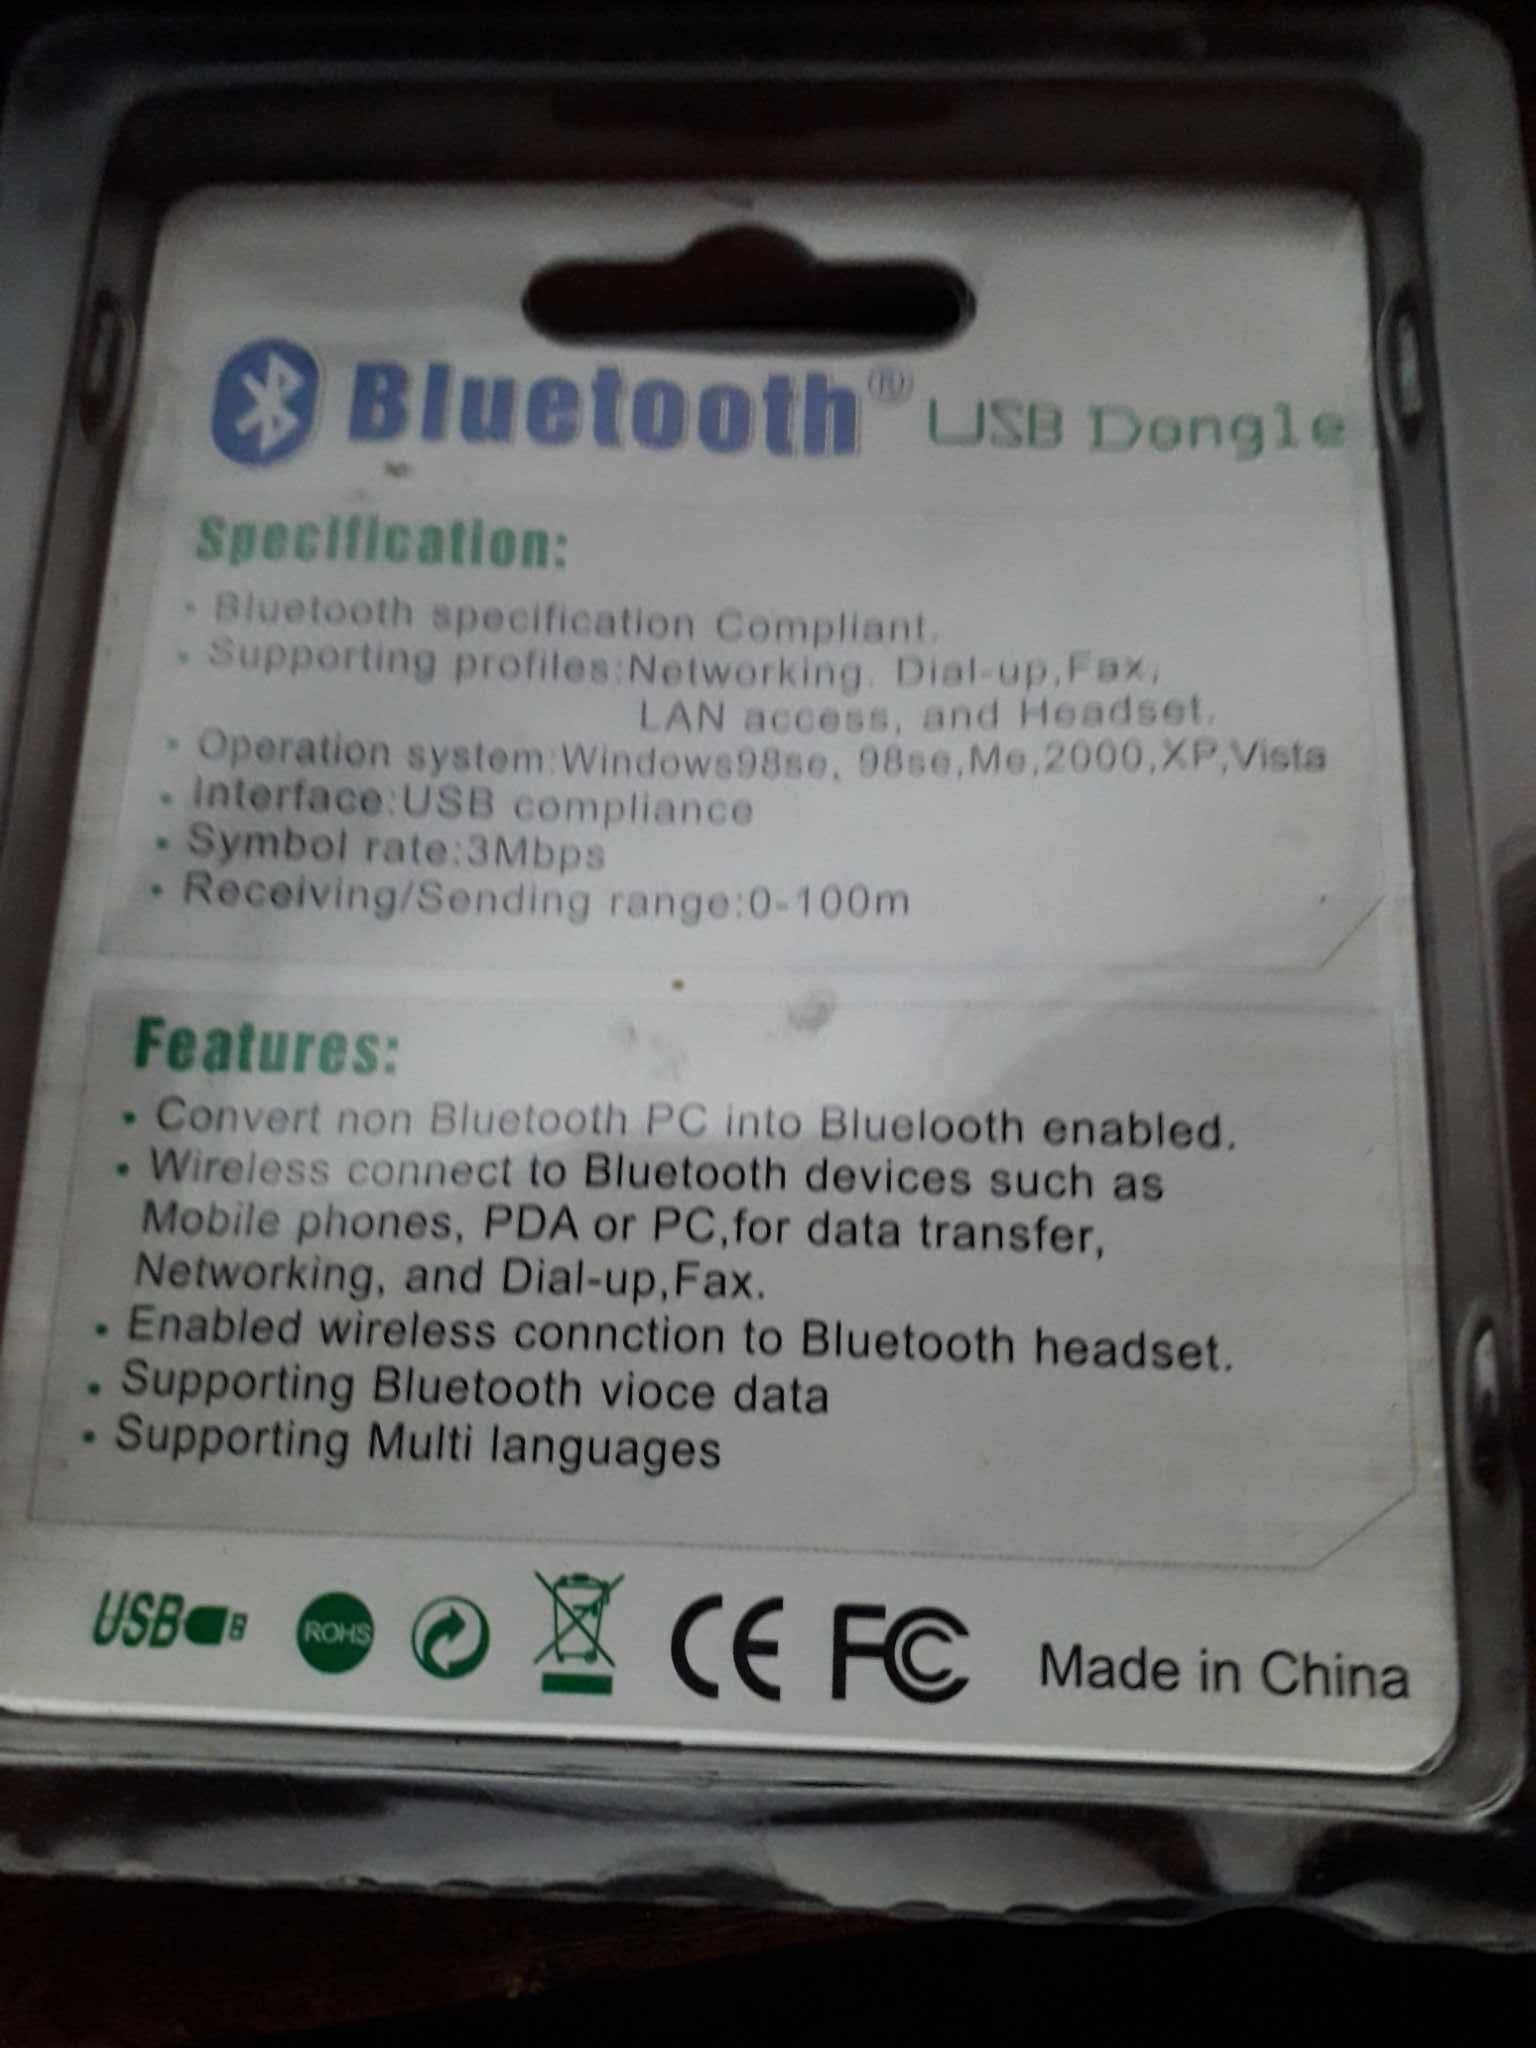 Bluetooth® USB Dongle
Specification:
• Bluetooth specification Compliant.
• Supporting profiles:Networking. Dial-up,Fax,
LAN access, and Headset.
• Operation system:Windows98se, 98se,Me,2000,XP,Vista
• Interface:USB compliance
• Symbol rate:3Mbps
• Receiving/Sending range:0-100m
Features:
• Convert non Bluetooth PC into Bluelooth enabled.
• Wireless connect to Bluetooth devices such as
Mobile phones, PDA or PC,for data transfer,
Networking, and Dial-up,Fax.
• Enabled wireless connction to Bluetooth headset.
• Supporting Bluetooth vioce data
• Supporting Multi languages
USB B ROHS CE FC Made in China